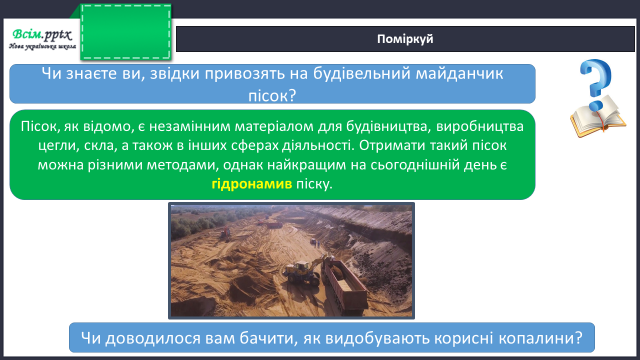 Всім.pptx
Нова українська школа
Поміркуй
Чи знаєте ви, звідки привозять на будівельний майданчик
пісок?
Пісок, як відомо, є незамінним матеріалом для будівництва, виробництва
цегли, скла, а також в інших сферах діяльності. Отримати такий пісок
можна різними методами, однак найкращим на сьогоднішній день є
гідронамив піску.
Чи доводилося вам бачити, як видобувають корисні копалини?